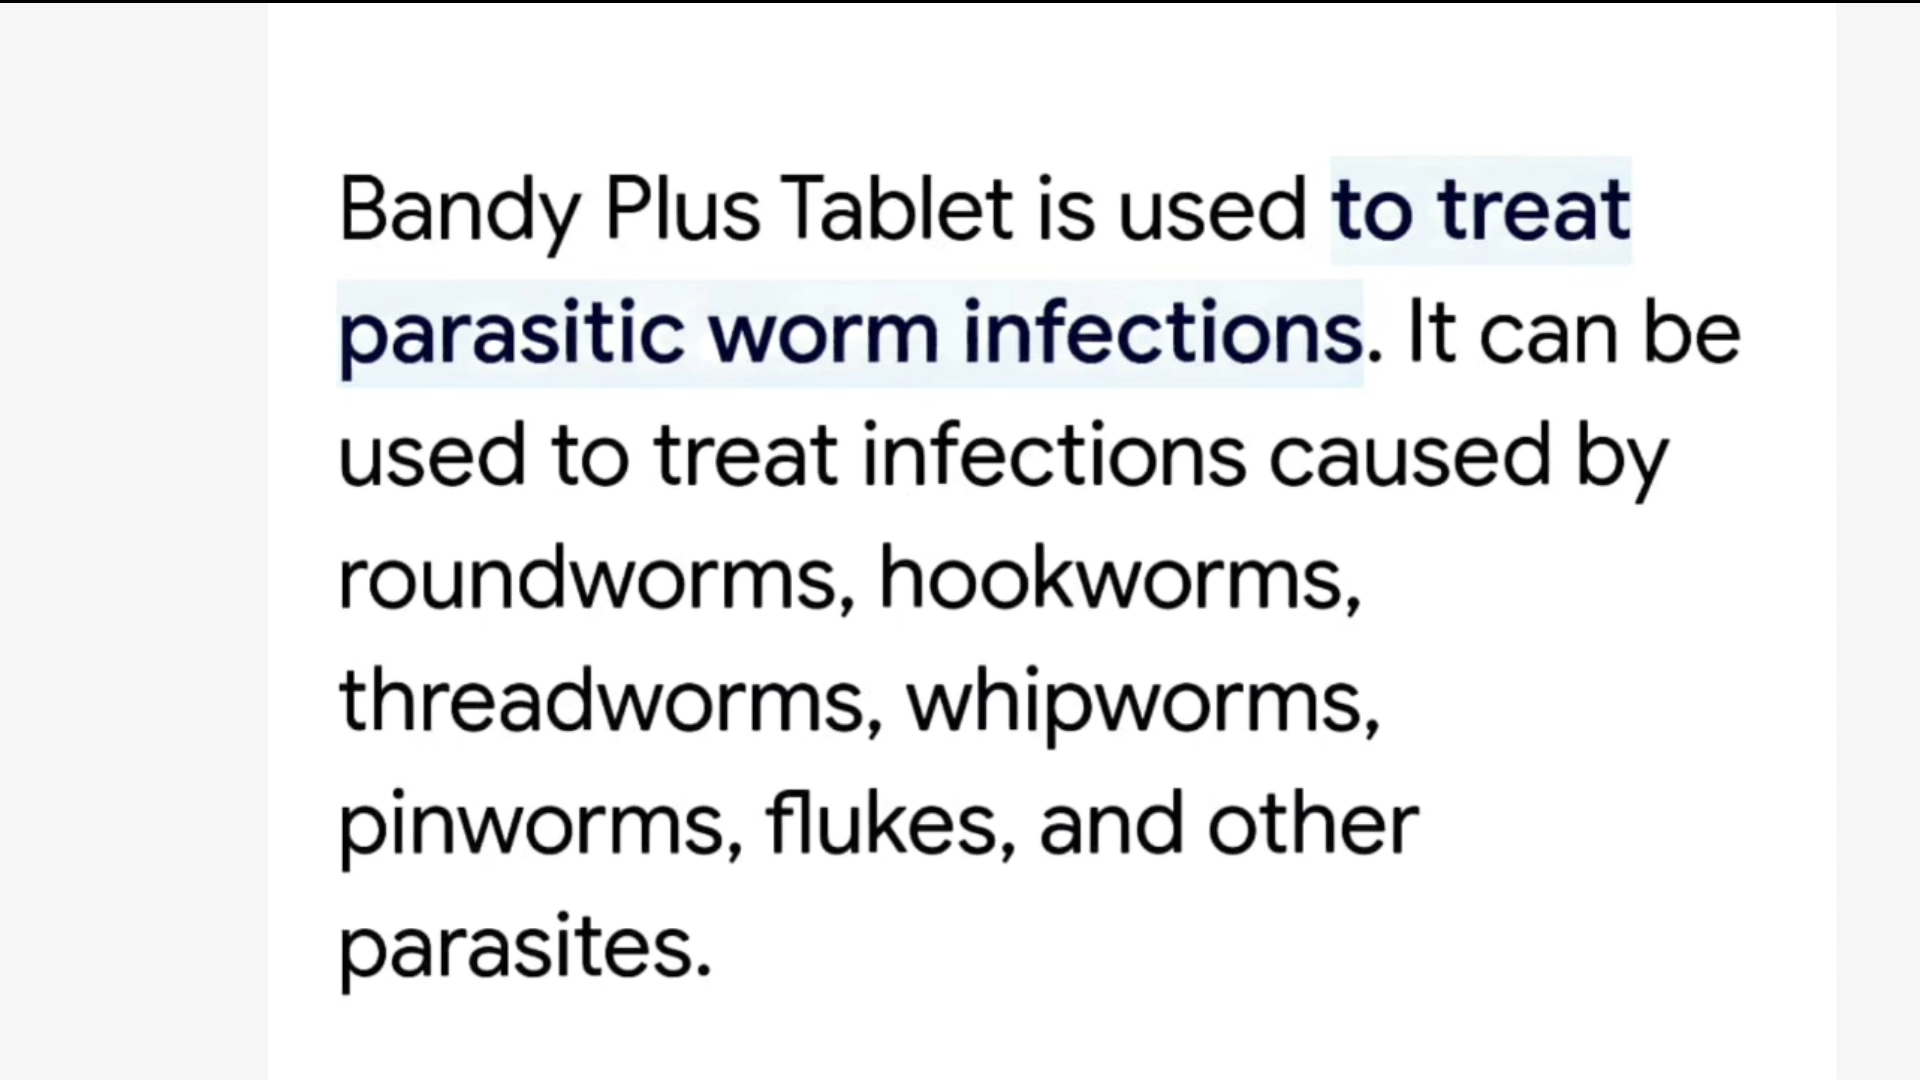 Bandy Plus Tablet is used to treat
parasitic worm infections. It can be
used to treat infections caused by
roundworms, hookworms,
threadworms, whipworms,
pinworms, flukes, and other
parasites.